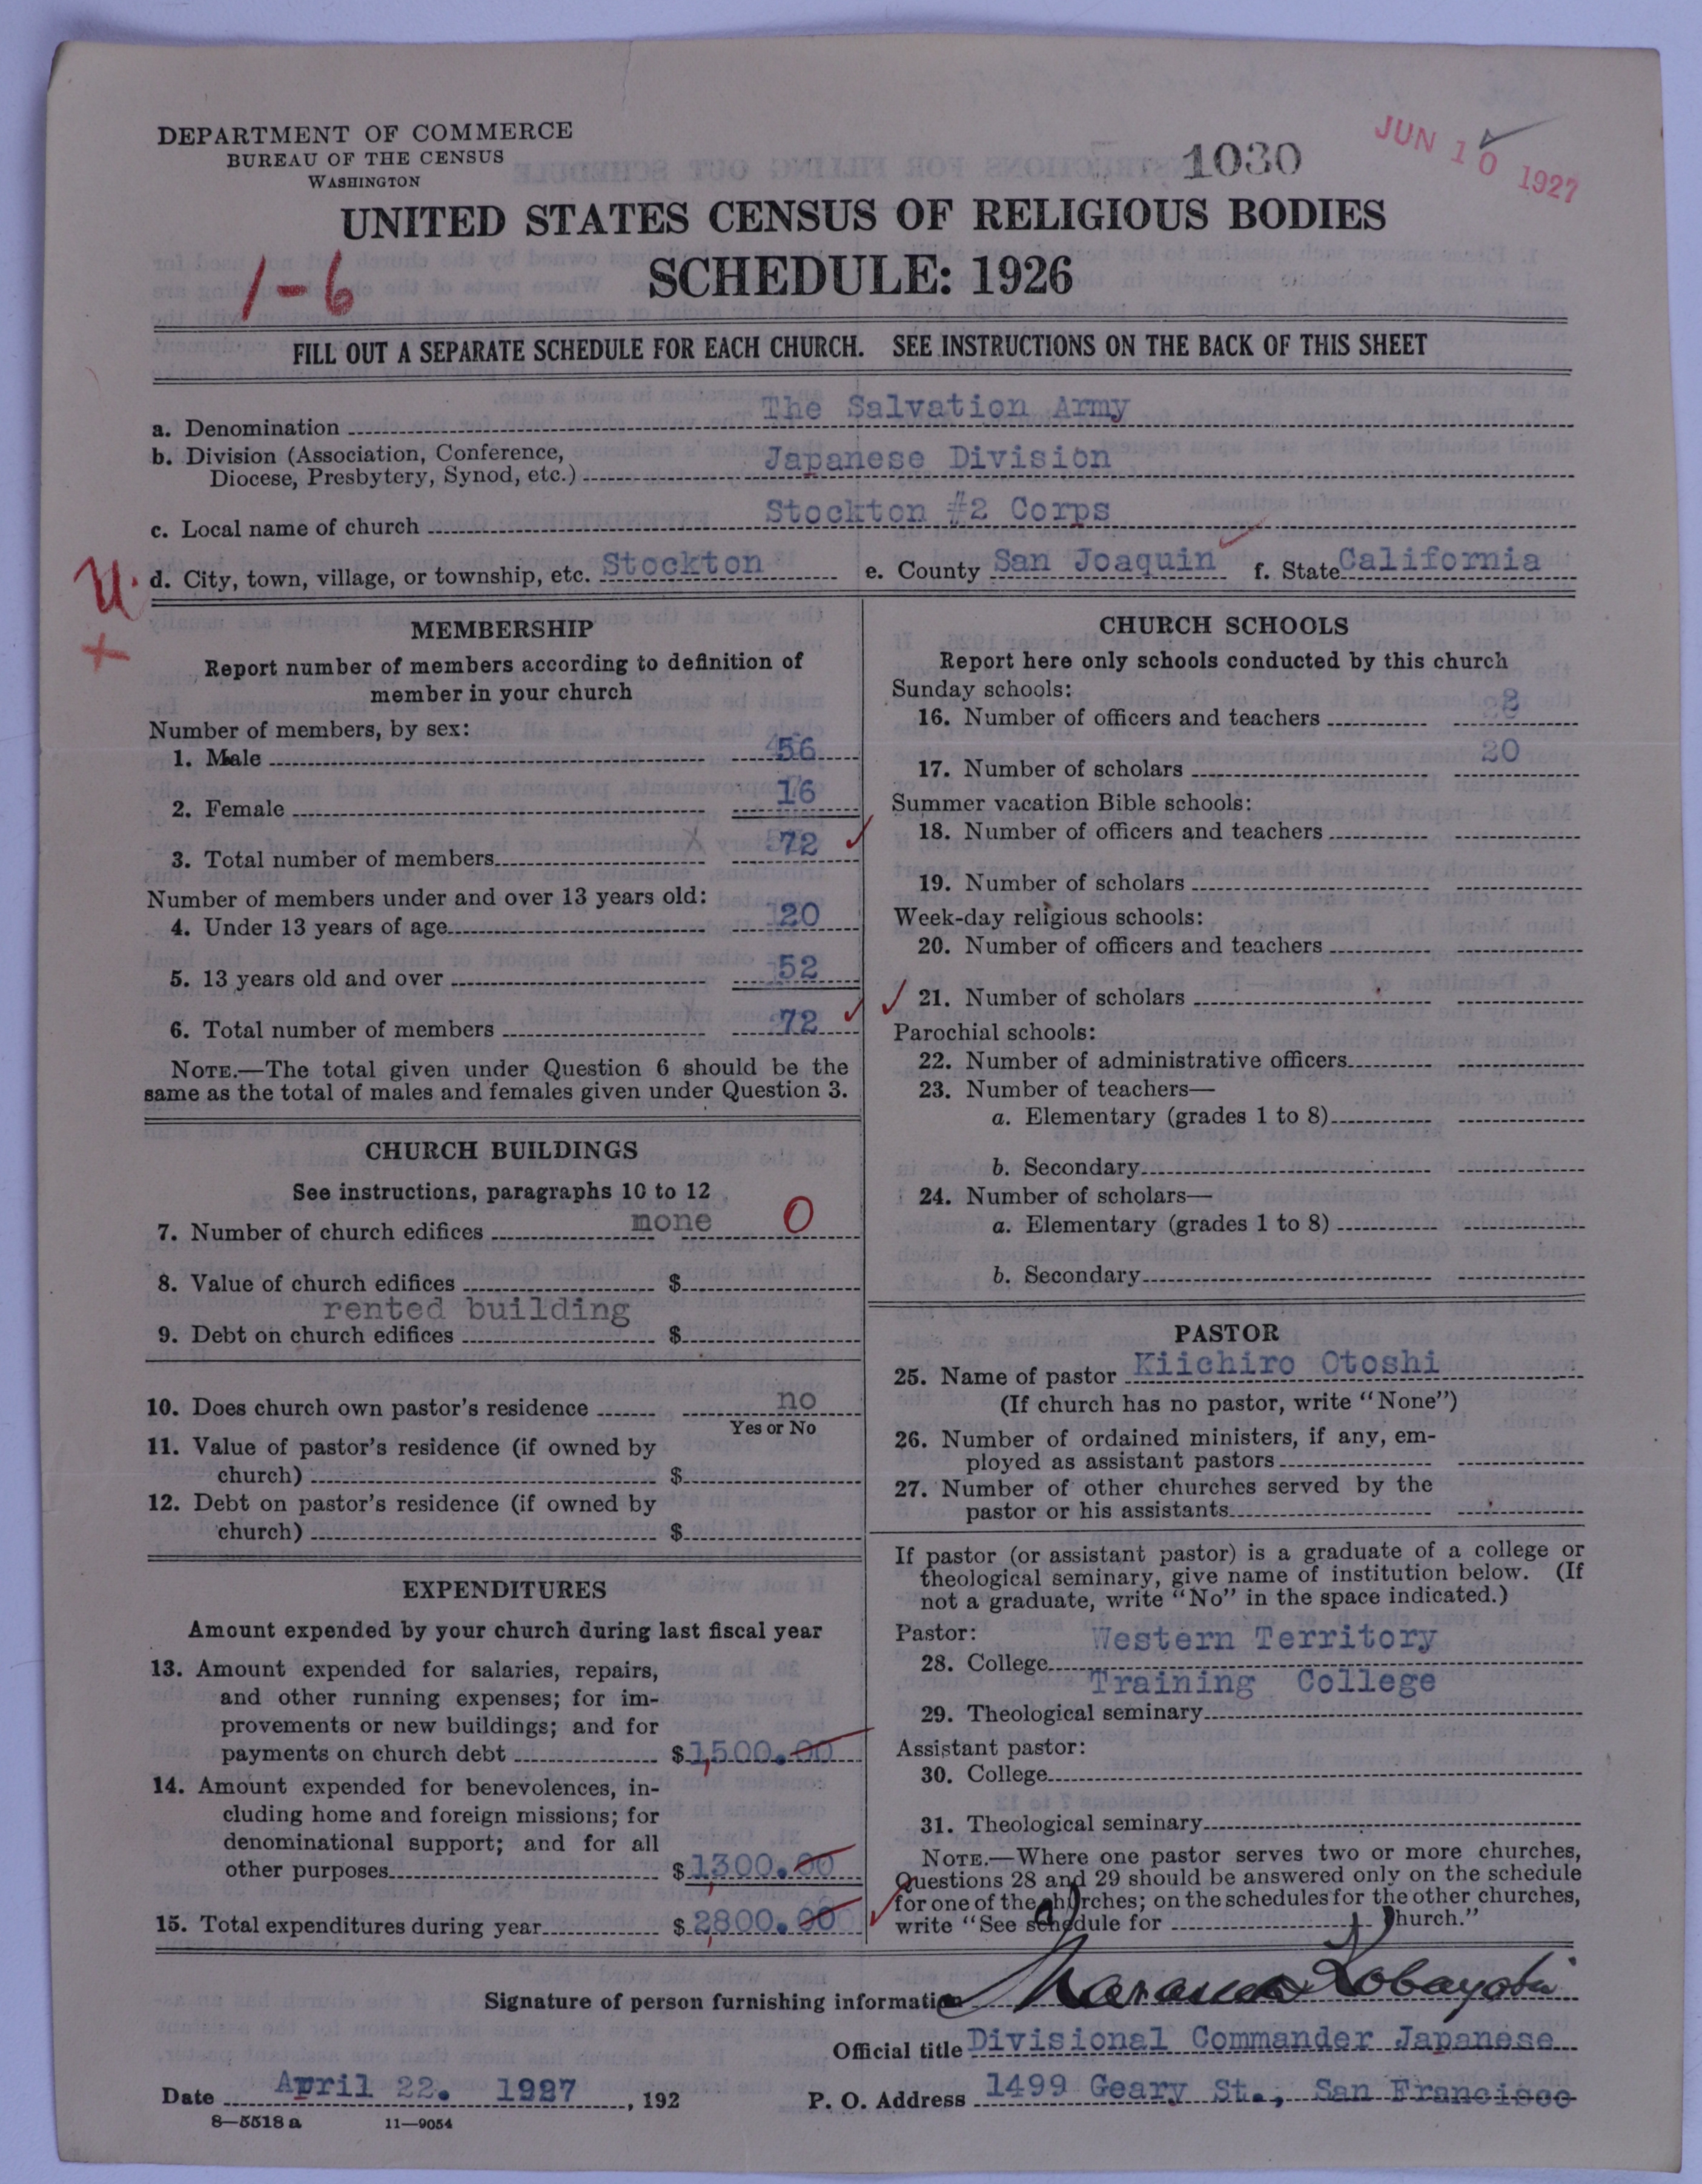 DEPARTMENT OF COMMERCE
BUREAU OF THE CENSUS
WASHINGTON
1030
JUN 10 1927
UNITED STATES CENSUS OF RELIGIOUS BODIES
SCHEDULE: 1926
1-6
FILL OUT A SEPARATE SCHEDULE FOR EACH CHURCH. SEE INSTRUCTIONS ON THE BACK OF THIS SHEET
a. Denomination The Salvation Army
b. Division (Association, Conference,
Diocese, Presbytery, Synod, etc.) Japanese Division
c. Local name of church Stockton #2 Corps
U.
d. City, town, village, or township, etc. Stockton e. County San Joaquin f. State California
MEMBERSHIP
Report number of members according to definition of
member in your church
Number of members, by sex:
1. Male 56
2. Female 16
3. Total number of members 72
Number of members under and over 13 years old:
4. Under 13 years of age 20
5. 13 years old and over 52
6. Total number of members 72
NOTE.—The total given under Question 6 should be the
same as the total of males and females given under Question 3.
CHURCH BUILDINGS
See instructions, paragraphs 10 to 12
7. Number of church edifices none 0
8. Value of church edifices $
rented building
9. Debt on church edifices $
10. Does church own pastor's residence no
Yes or No
11. Value of pastor's residence (if owned by
church) $
12. Debt on pastor's residence (if owned by
church) $
EXPENDITURES
Amount expended by your church during last fiscal year
13. Amount expended for salaries, repairs,
and other running expenses; for im-
provements or new buildings; and for
payments on church debt $1,500.00
14. Amount expended for benevolences, in-
cluding home and foreign missions; for
denominational support; and for all
other purposes $1300.00
15. Total expenditures during year $2800.00
CHURCH SCHOOLS
Report here only schools conducted by this church
Sunday schools:
16. Number of officers and teachers
17. Number of scholars 20
Summer vacation Bible schools:
18. Number of officers and teachers
19. Number of scholars
Week-day religious schools:
20. Number of officers and teachers
21. Number of scholars
Parochial schools:
22. Number of administrative officers
23. Number of teachers—
a. Elementary (grades 1 to 8)
b. Secondary
24. Number of scholars—
a. Elementary (grades 1 to 8)
b. Secondary
PASTOR
25. Name of pastor Kiichiro Otoshi
(If church has no pastor, write "None")
26. Number of ordained ministers, if any, em-
ployed as assistant pastors
27. Number of other churches served by the
pastor or his assistants
If pastor (or assistant pastor) is a graduate of a college or
theological seminary, give name of institution below. (If
not a graduate, write "No" in the space indicated.)
Pastor: Western Territory
28. College
Training College
29. Theological seminary
Assistant pastor:
30. College
31. Theological seminary
NOTE.—Where one pastor serves two or more churches,
Questions 28 and 29 should be answered only on the schedule
for one of the churches; on the schedules for the other churches,
write "See schedule for church."
Signature of person furnishing information Kobayashi
Official title Divisional Commander Japanese
Date April 22. 1927, 192 P. O. Address 1499 Geary St., San Francisco
8—5518 a 11—9054